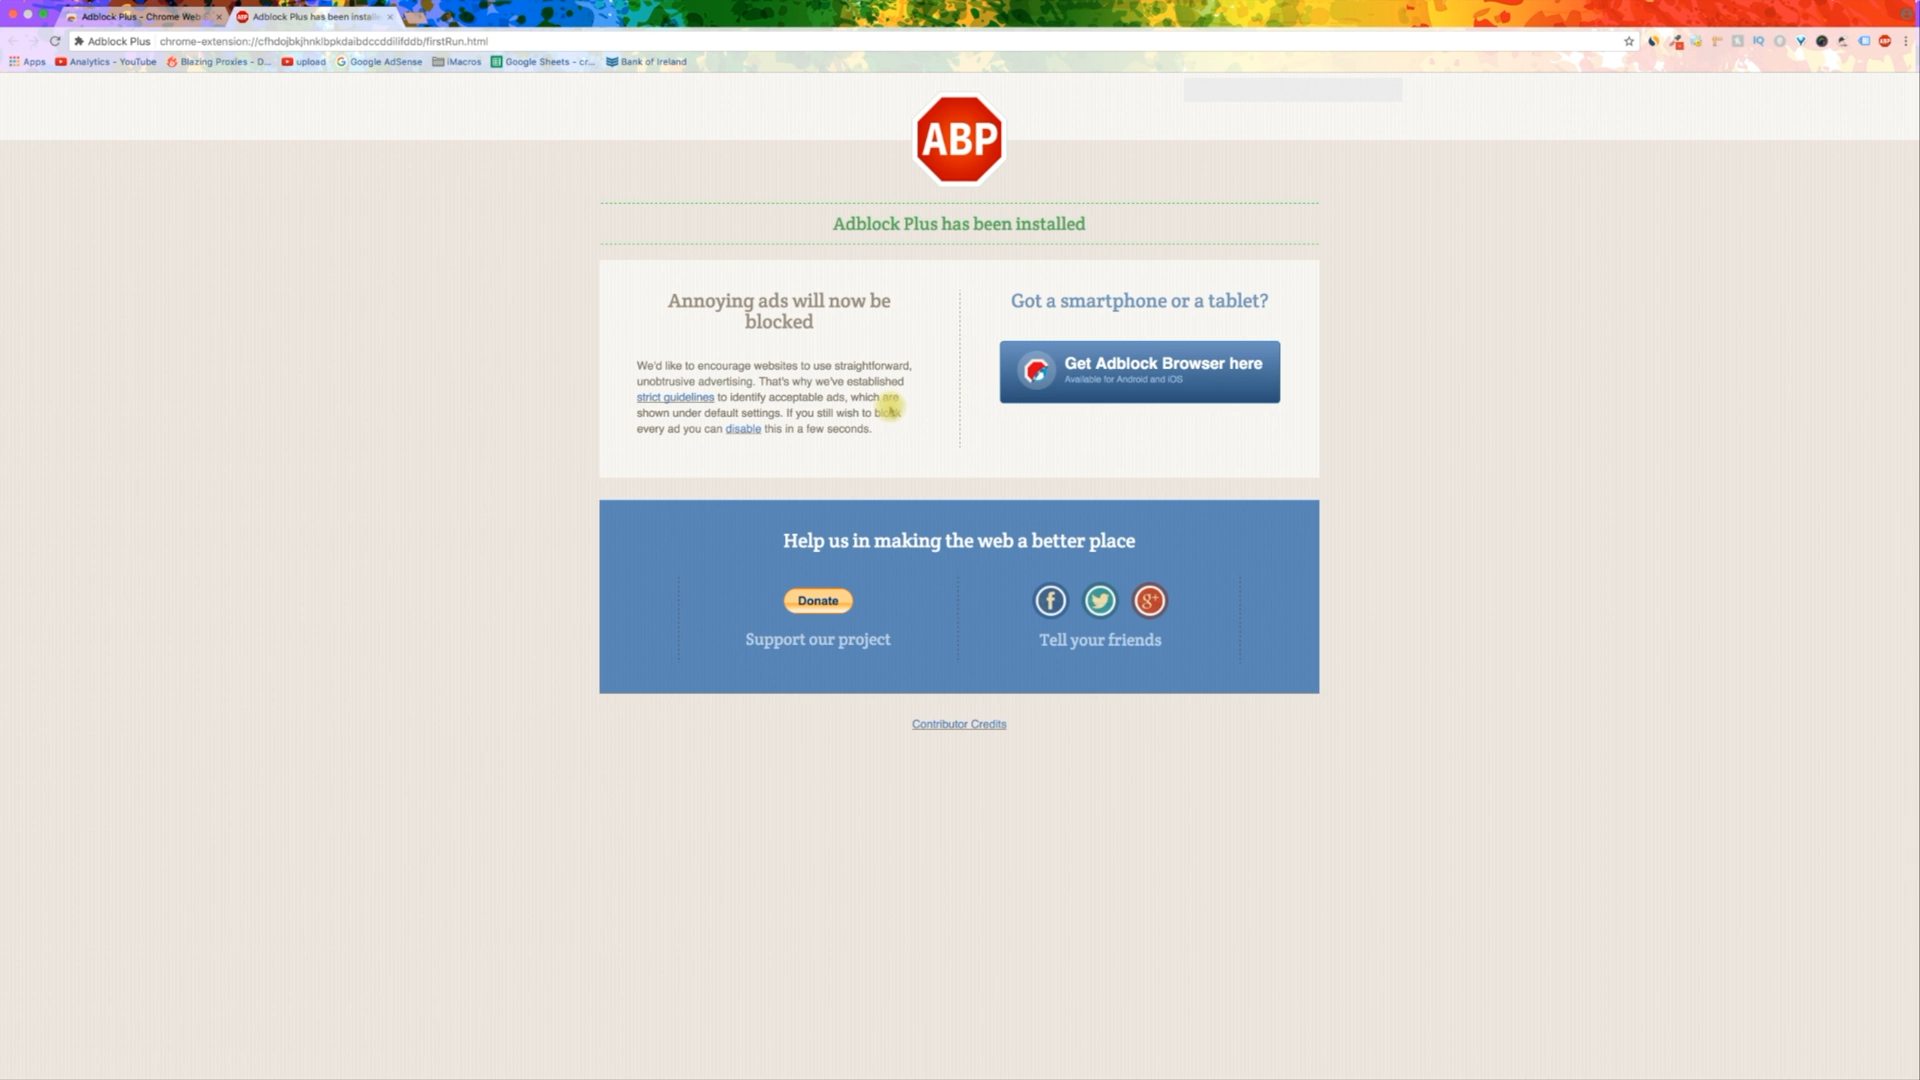 Adblock Plus - Chrome Web S
Adblock Plus has been installe
Adblock Plus
chrome-extension://cfhdojbkjhnklbpkdaibdccddilifddb/firstRun.html
Apps
Analytics - YouTube
Blazing Proxies - D...
upload
Google AdSense
iMacros
Google Sheets - cr...
Bank of Ireland
ABP
Adblock Plus has been installed
Annoying ads will now be
blocked
We'd like to encourage websites to use straightforward,
unobtrusive advertising. That's why we've established
strict guidelines to identify acceptable ads, which are
shown under default settings. If you still wish to block
every ad you can disable this in a few seconds.
Got a smartphone or a tablet?
Get Adblock Browser here
Available for Android and iOS
Help us in making the web a better place
Donate
Support our project
Tell your friends
Contributor Credits